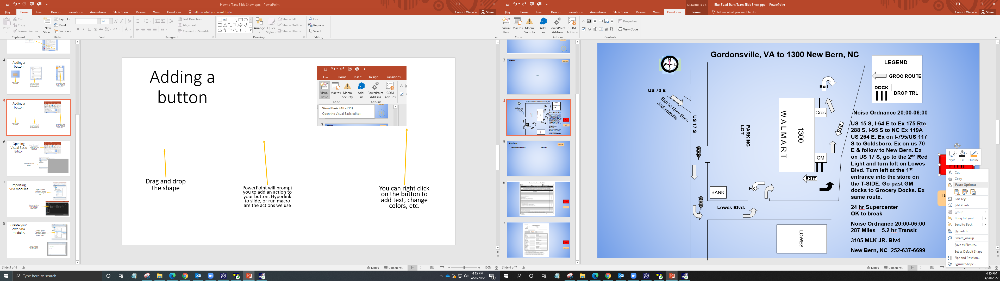 How to Trans Slide Show.pptx - PowerPoint
File Home Insert Design Transitions Animations Slide Show Review View Developer Tell me what you want to do... Connor Wallace Share
Paste Cut Copy Format Painter Clipboard
New Slide Layout Reset Section Slides
24 Font
Text Direction Align Text Convert to SmartArt Paragraph
Arrange Quick Styles Shape Fill Shape Outline Shape Effects Drawing
Find Replace Select Editing
4
Adding a button
5
Adding a button
6
Opening Visual Basic Editor
This screen will open
7
Importing VBA modules
8
Create your own VBA modules
Adding a
button
File Home Insert Design Transitions
Visual Basic Macros Macro Security Add-ins PowerPoint Add-ins COM Add-ins
Code Add-ins
Visual Basic (Alt+F11)
Open the Visual Basic editor.
3
Drag and drop
the shape
PowerPoint will prompt
you to add an action to
your button. Hyperlink
to slide, or run macro
are the actions we use
You can right click
on the button to
add text, change
colors, etc.
Slide 5 of 8 Notes Comments 100%
Type here to search
4:15 PM
4/20/2022
Drawing Tools Bite-Sized Trans Team Slide Show.pptx - PowerPoint
File Home Insert Design Transitions Animations Slide Show Review View Developer Format Tell me what you want to do... Connor Wallace Share
Visual Basic Macros Macro Security Code
Add-ins PowerPoint Add-ins COM Add-ins Add-ins
Properties View Code Controls
3
4
5
6
7
Gordonsville, VA to 1300 New Bern, NC
N
W E
S
LEGEND
GROC ROUTE
DOCK
DROP TRL
US 70 E
Exit to New Bern
Jacksonville
US 17 S
PARKING
LOT
WALMART
1300
Exit
Groc
Exit
GM
EXIT
EXIT
BANK
Lowes Blvd.
LOWES
Noise Ordnance 20:00-06:00
US 15 S, I-64 E to Ex 175 Rte
288 S, I-95 S to NC Ex 119A
US 264 E. Ex on I-795/US 117
S to Goldsboro. Ex on us 70
E & follow to New Bern. Ex
on US 17 S, go to the 2nd Red
Light and turn left on Lowes
Blvd. Turn left at the 1st
entrance into the store on
the T-SIDE. Go past GM
docks to Grocery Docks. Ex
same route.
24 hr Supercenter
OK to break
Noise Ordnance 20:00-06:00
287 Miles 5.2 hr Transit
3105 MLK JR. Blvd
New Bern, NC 252-637-6699
Style Fill Outline
Print
Cut
Copy
Paste Options:
Edit Text
Edit Points
Group
Bring to Front
Send to Back
Hyperlink...
Smart Lookup
Save as Picture...
Set as Default Shape
Size and Position...
Format Shape...
Slide 4 of 7 Notes Comments
4:15 PM
4/20/2022